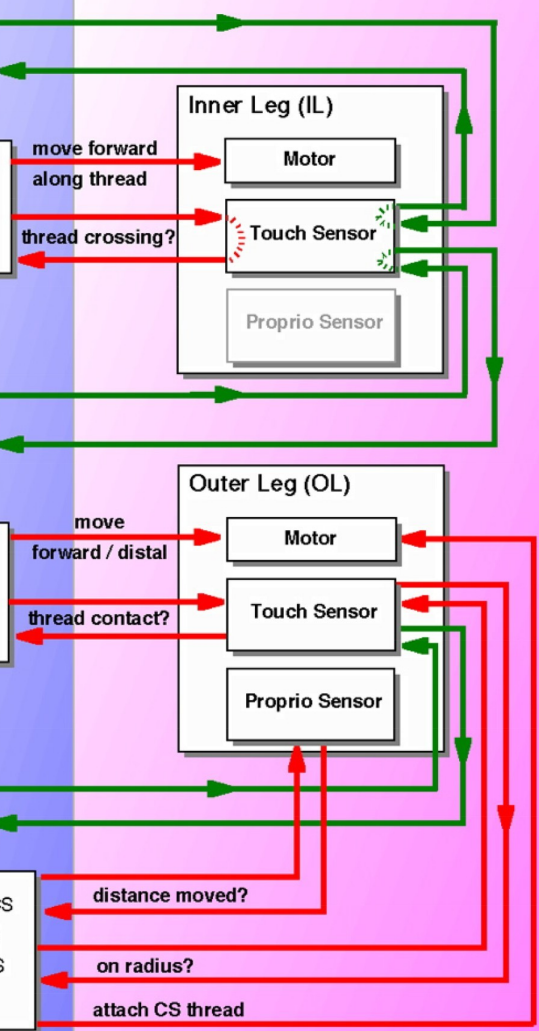 Inner Leg (IL)
move forward
along thread
Motor
thread crossing?
Touch Sensor
Proprio Sensor
Outer Leg (OL)
move
forward / distal
Motor
thread contact?
Touch Sensor
Proprio Sensor
distance moved?
on radius?
attach CS thread